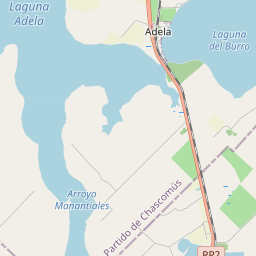 Laguna
Adela
Adela
Laguna
del Burro
Arroyo
Manantiales
Partido de Chascomús
RP2